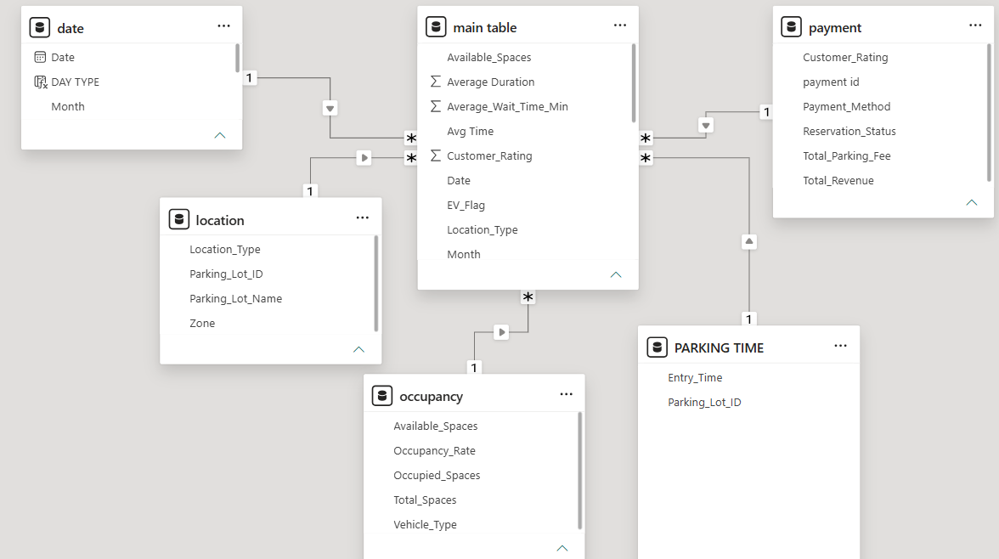 date
...
Date
DAY TYPE
Month
1
main table
...
Available_Spaces
Σ Average Duration
Σ Average_Wait_Time_Min
Avg Time
Σ Customer_Rating
Date
EV_Flag
Location_Type
Month
*
*
*
*
*
payment
...
Customer_Rating
payment id
Payment_Method
Reservation_Status
Total_Parking_Fee
Total_Revenue
1
location
...
Location_Type
Parking_Lot_ID
Parking_Lot_Name
Zone
1
occupancy
...
Available_Spaces
Occupancy_Rate
Occupied_Spaces
Total_Spaces
Vehicle_Type
1
PARKING TIME
...
Entry_Time
Parking_Lot_ID
1